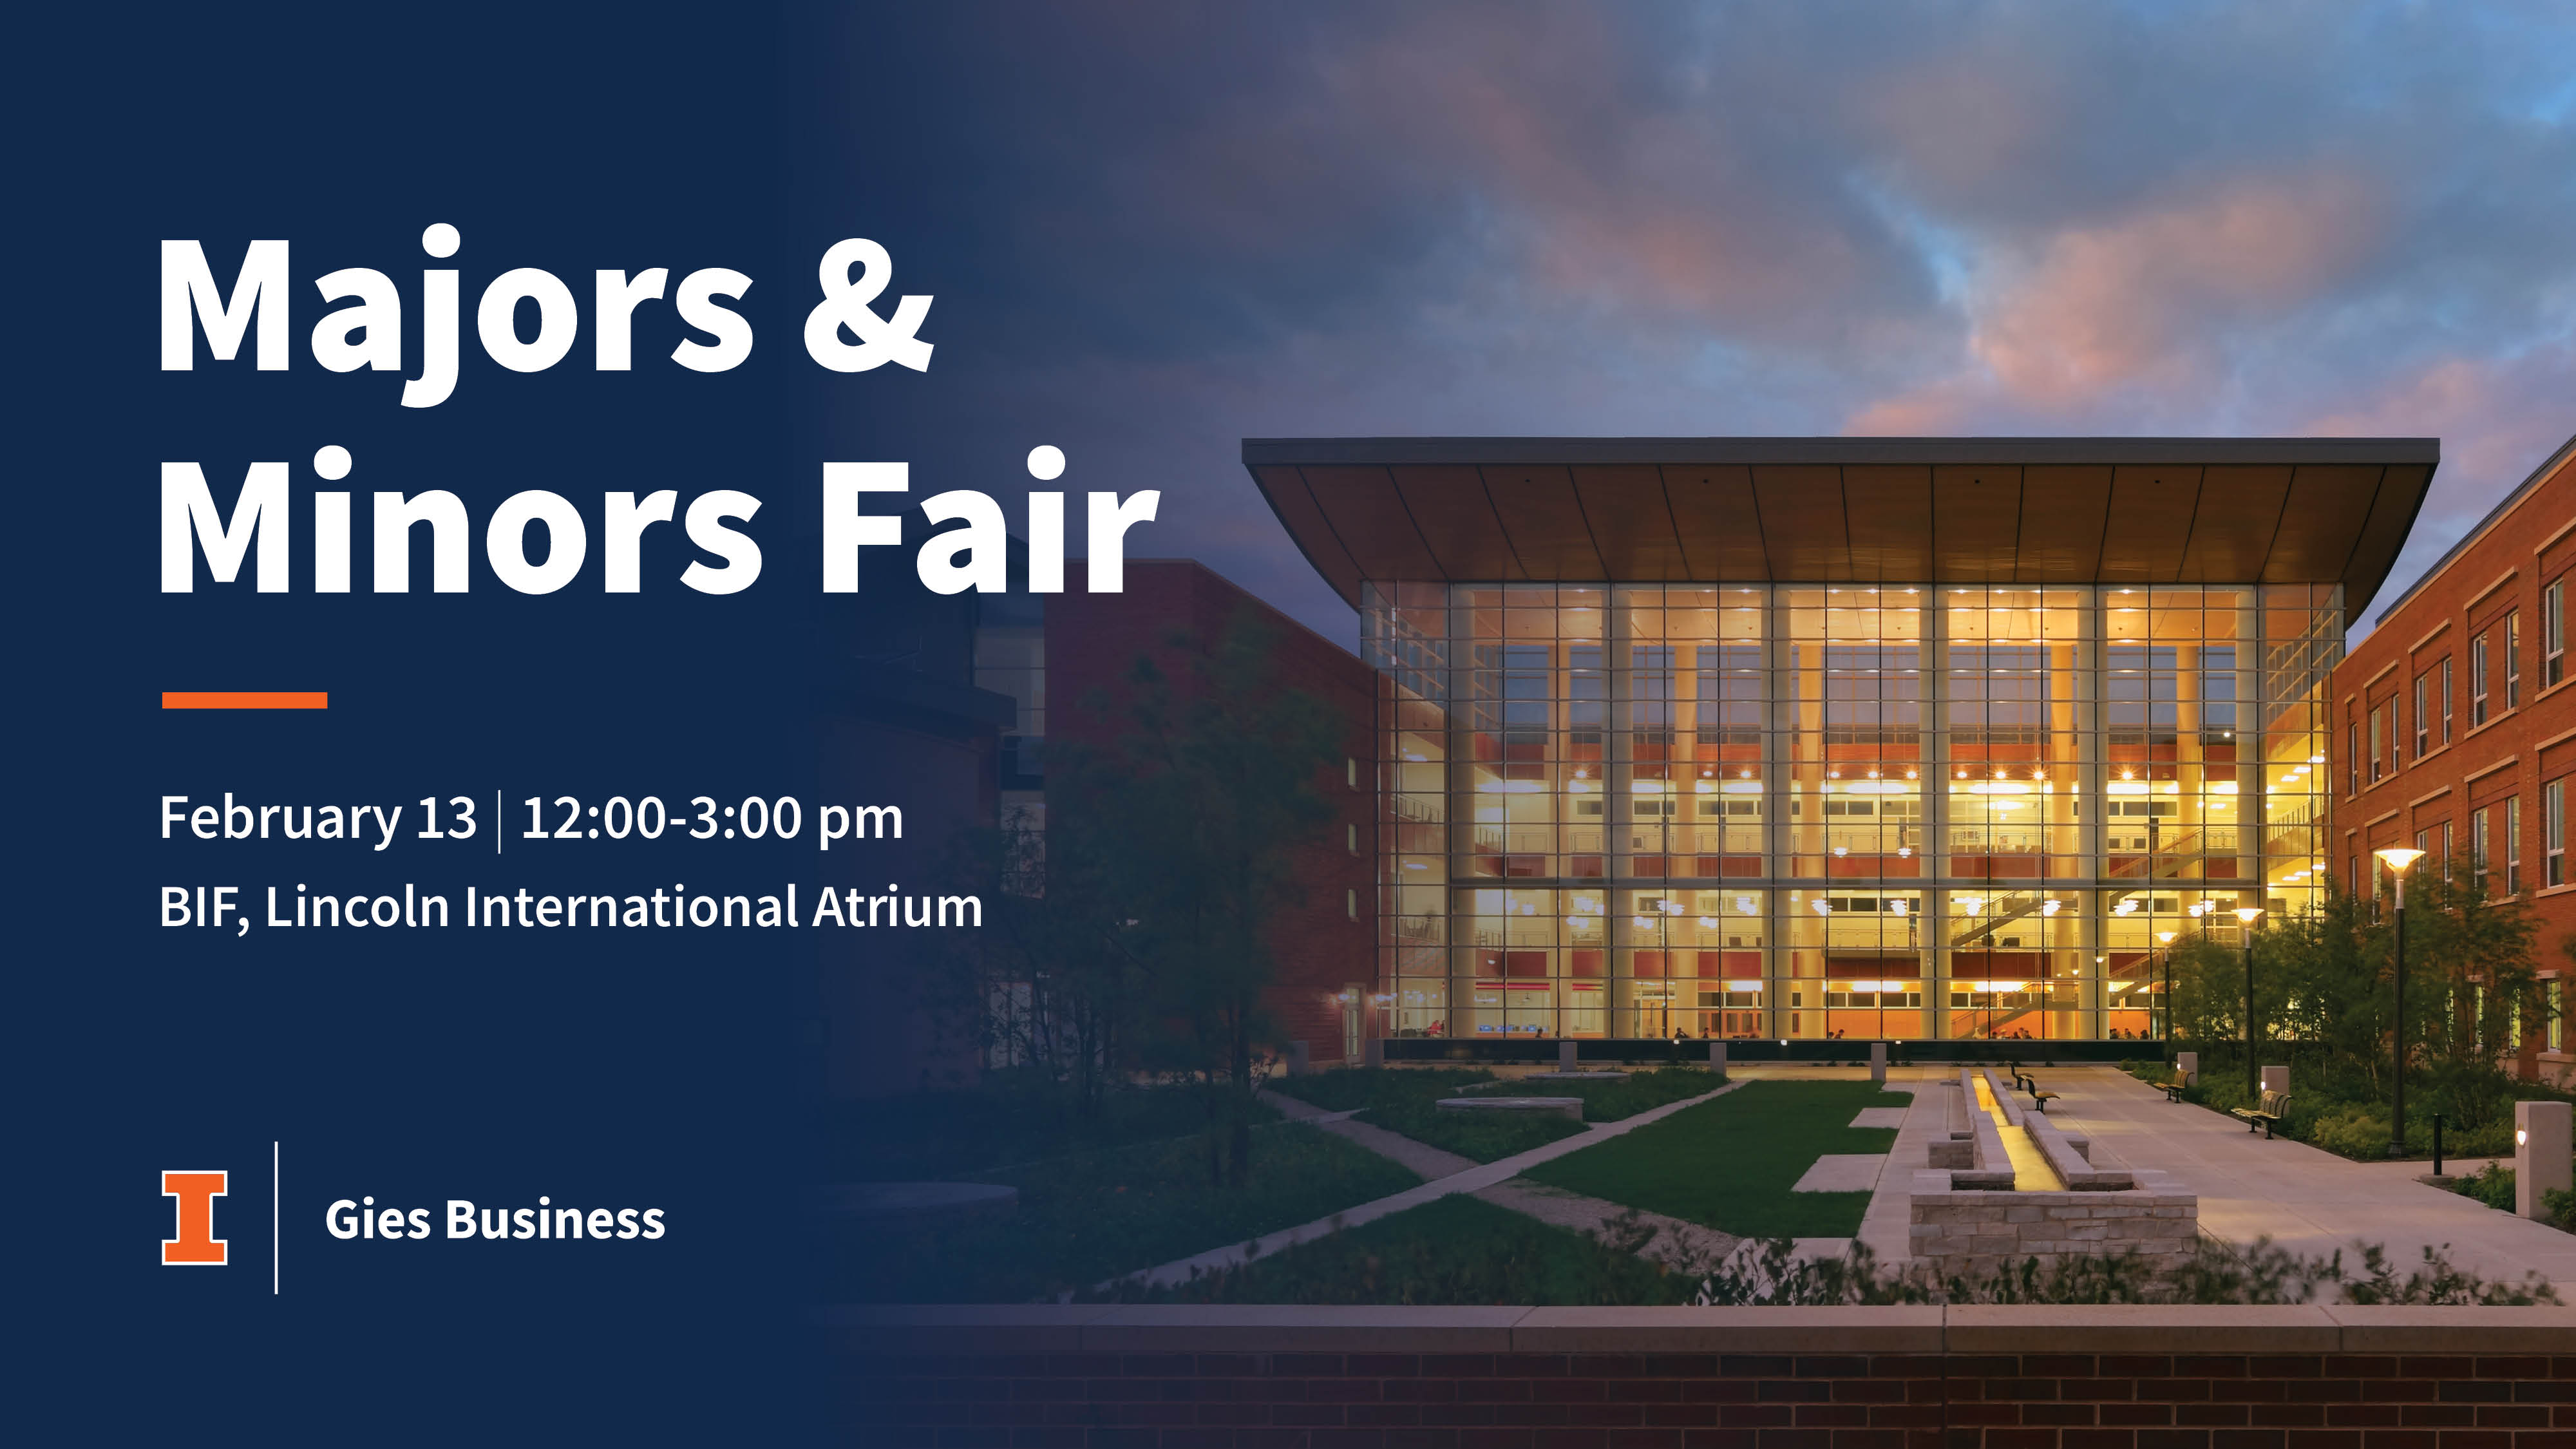 Majors &
Minors Fair
February 13 | 12:00-3:00 pm
BIF, Lincoln International Atrium
I | Gies Business